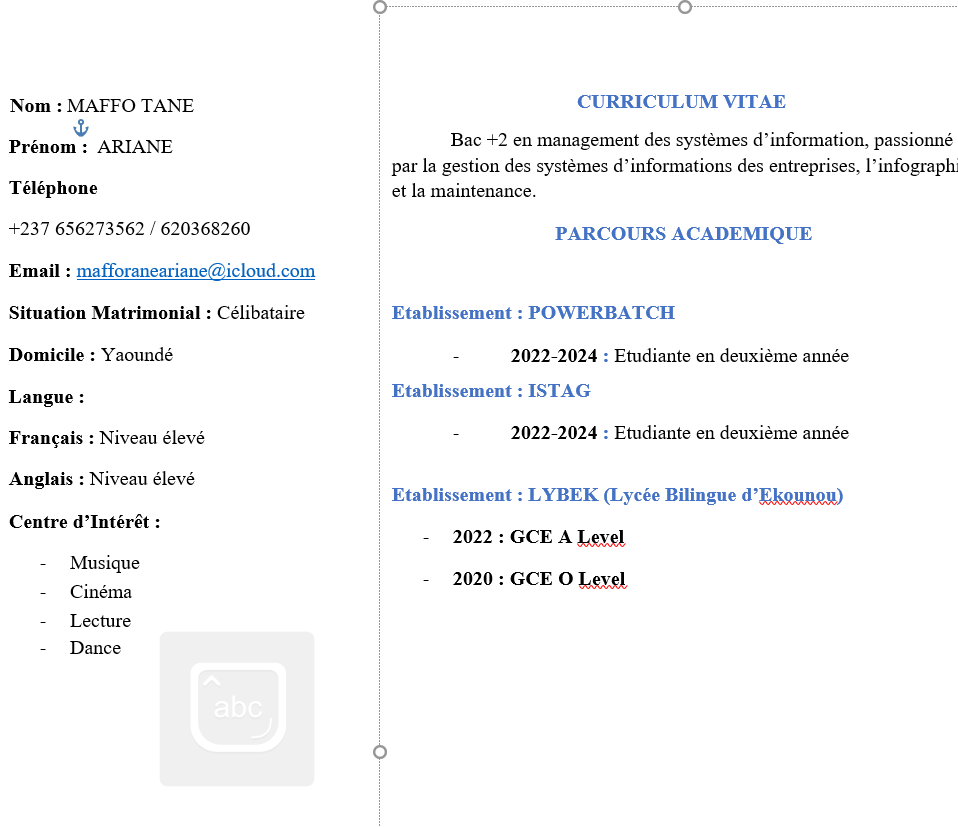 Nom : MAFFO TANE
Prénom : ARIANE
Téléphone
+237 656273562 / 620368260
Email : mafforaneariane@icloud.com
Situation Matrimonial : Célibataire
Domicile : Yaoundé
Langue :
Français : Niveau élevé
Anglais : Niveau élevé
Centre d’Intérêt :
- Musique
- Cinéma
- Lecture
- Dance
abc
CURRICULUM VITAE
Bac +2 en management des systèmes d’information, passionné
par la gestion des systèmes d’informations des entreprises, l’infographi
et la maintenance.
PARCOURS ACADEMIQUE
Etablissement : POWERBATCH
- 2022-2024 : Etudiante en deuxième année
Etablissement : ISTAG
- 2022-2024 : Etudiante en deuxième année
Etablissement : LYBEK (Lycée Bilingue d’Ekounou)
- 2022 : GCE A Level
- 2020 : GCE O Level